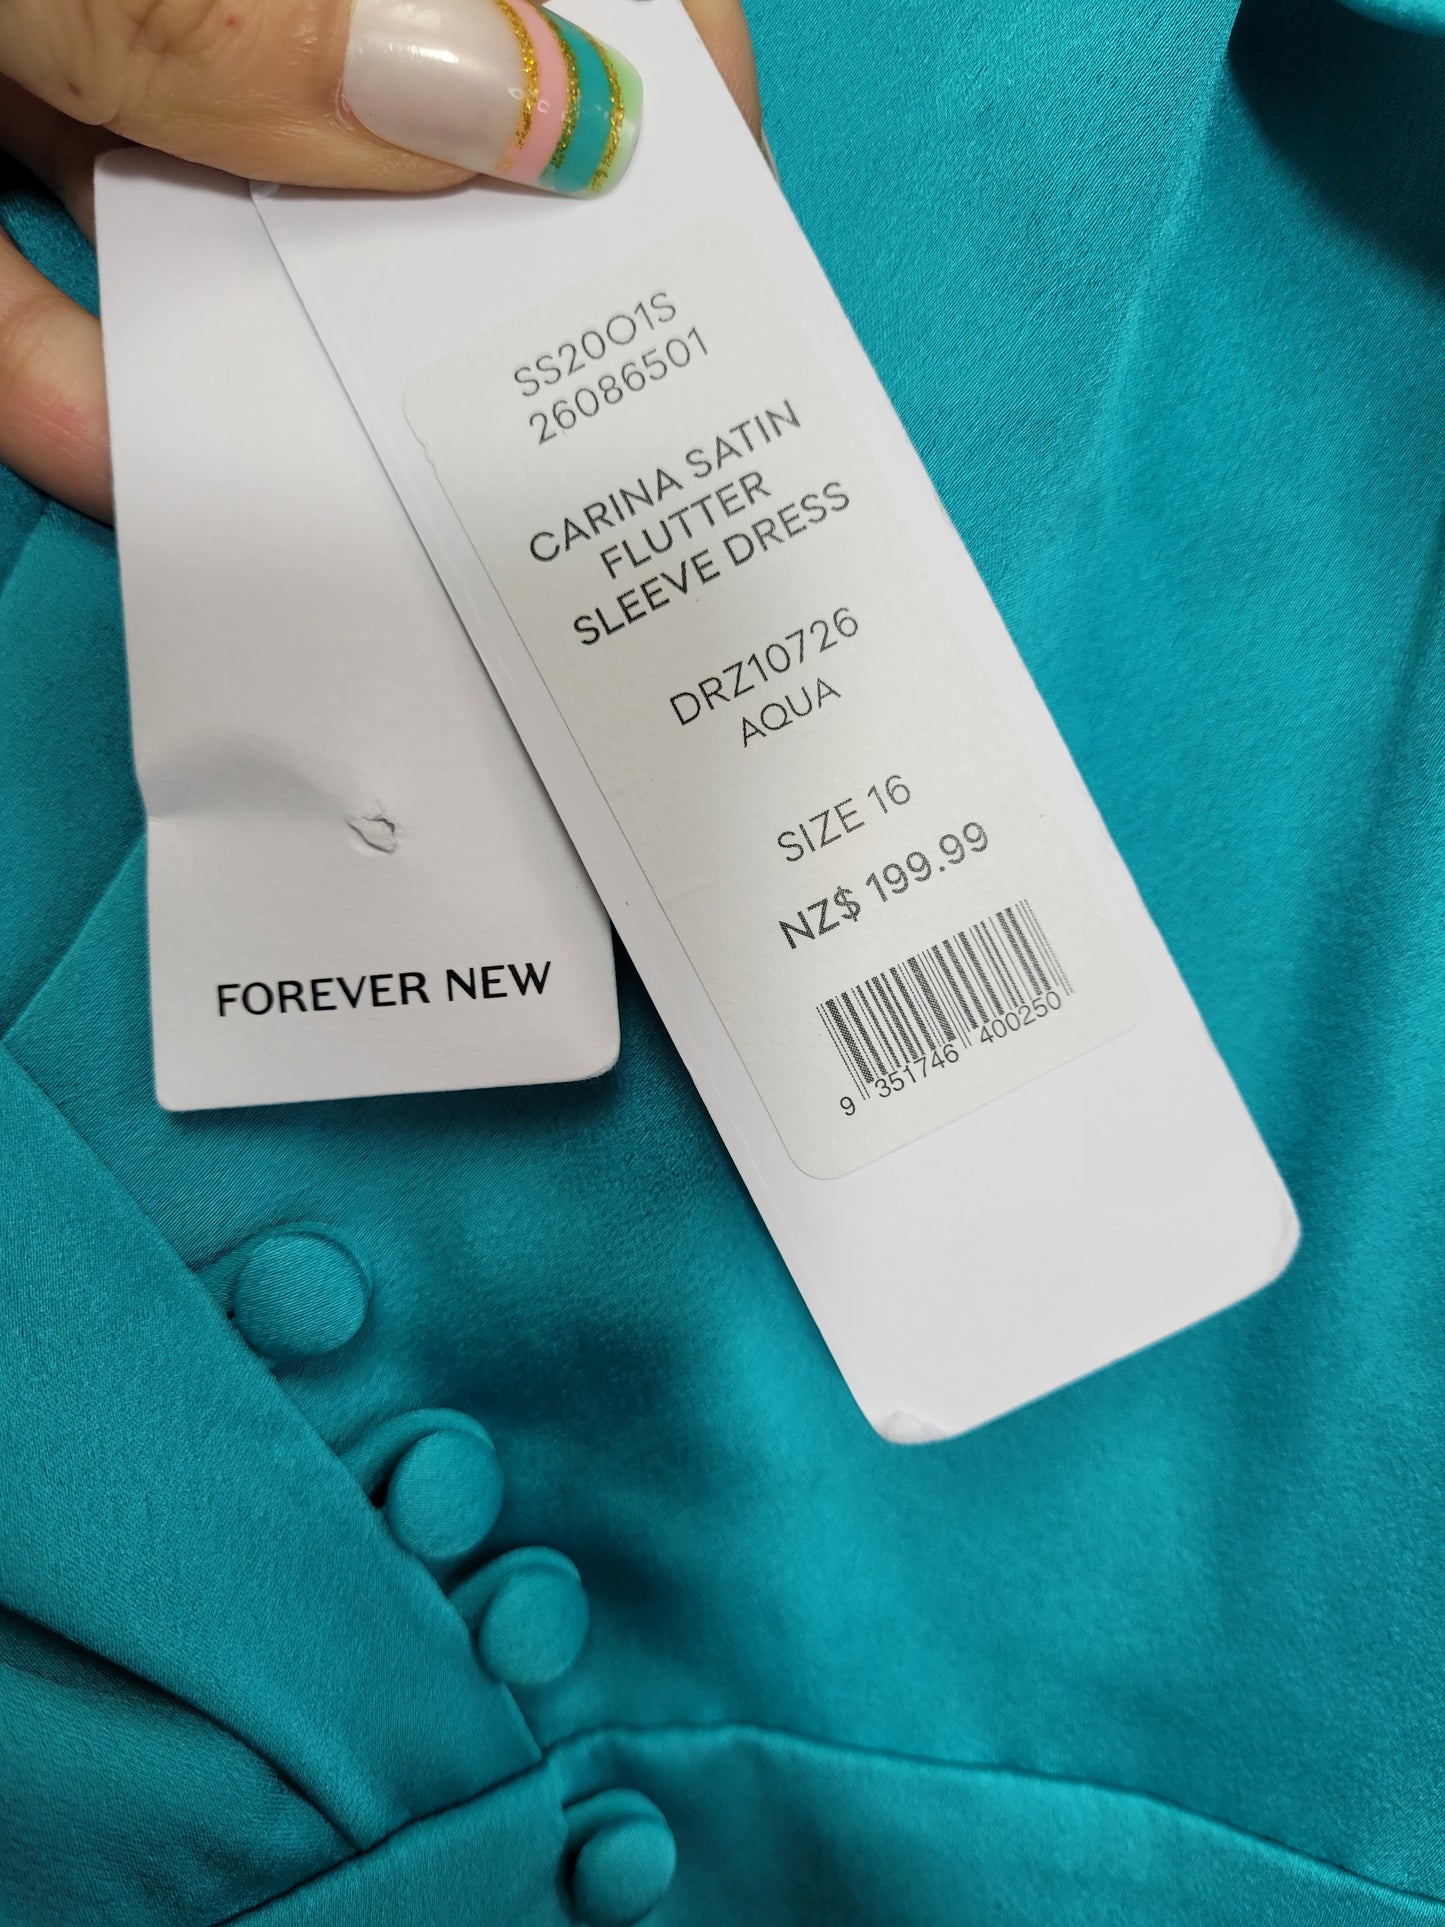 SS20O1S
26086501
CARINA SATIN
FLUTTER
SLEEVE DRESS
DRZ10726
AQUA
SIZE 16
NZ$ 199.99
9 351746 400250
FOREVER NEW